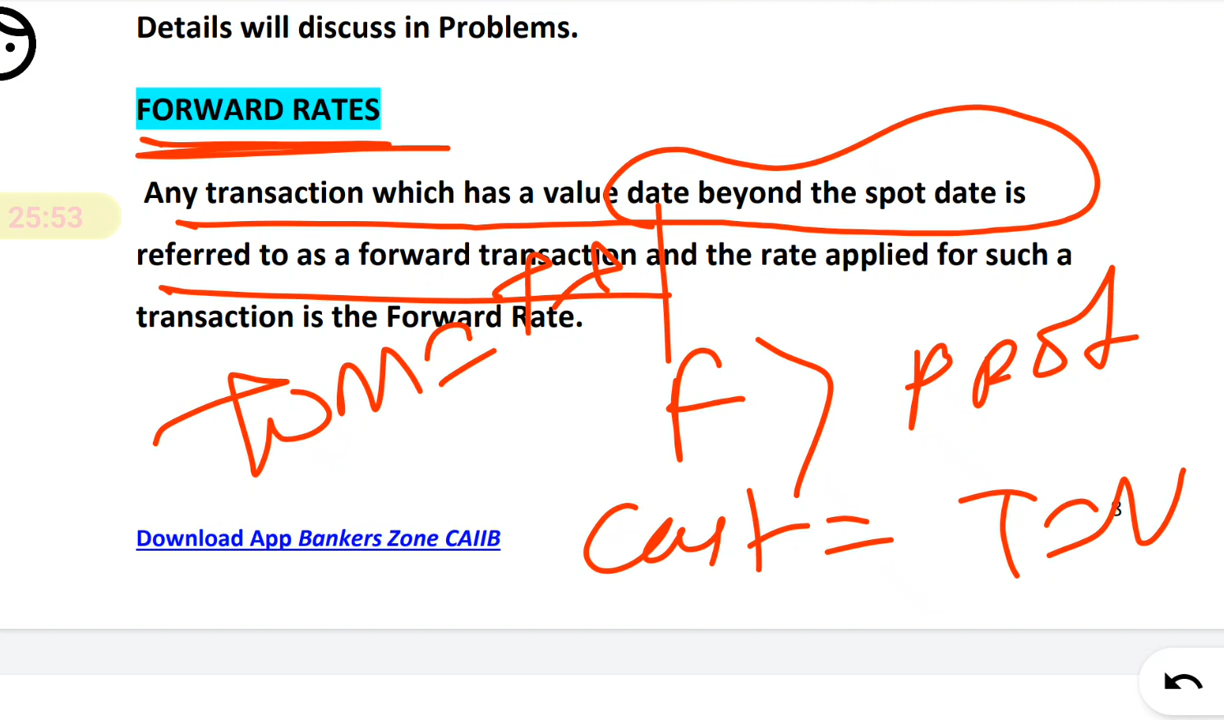 Details will discuss in Problems.
FORWARD RATES
25:53
Any transaction which has a value date beyond the spot date is
referred to as a forward transaction and the rate applied for such a
transaction is the Forward Rate.
TOM =
F >
=
Download App Bankers Zone CAIIB